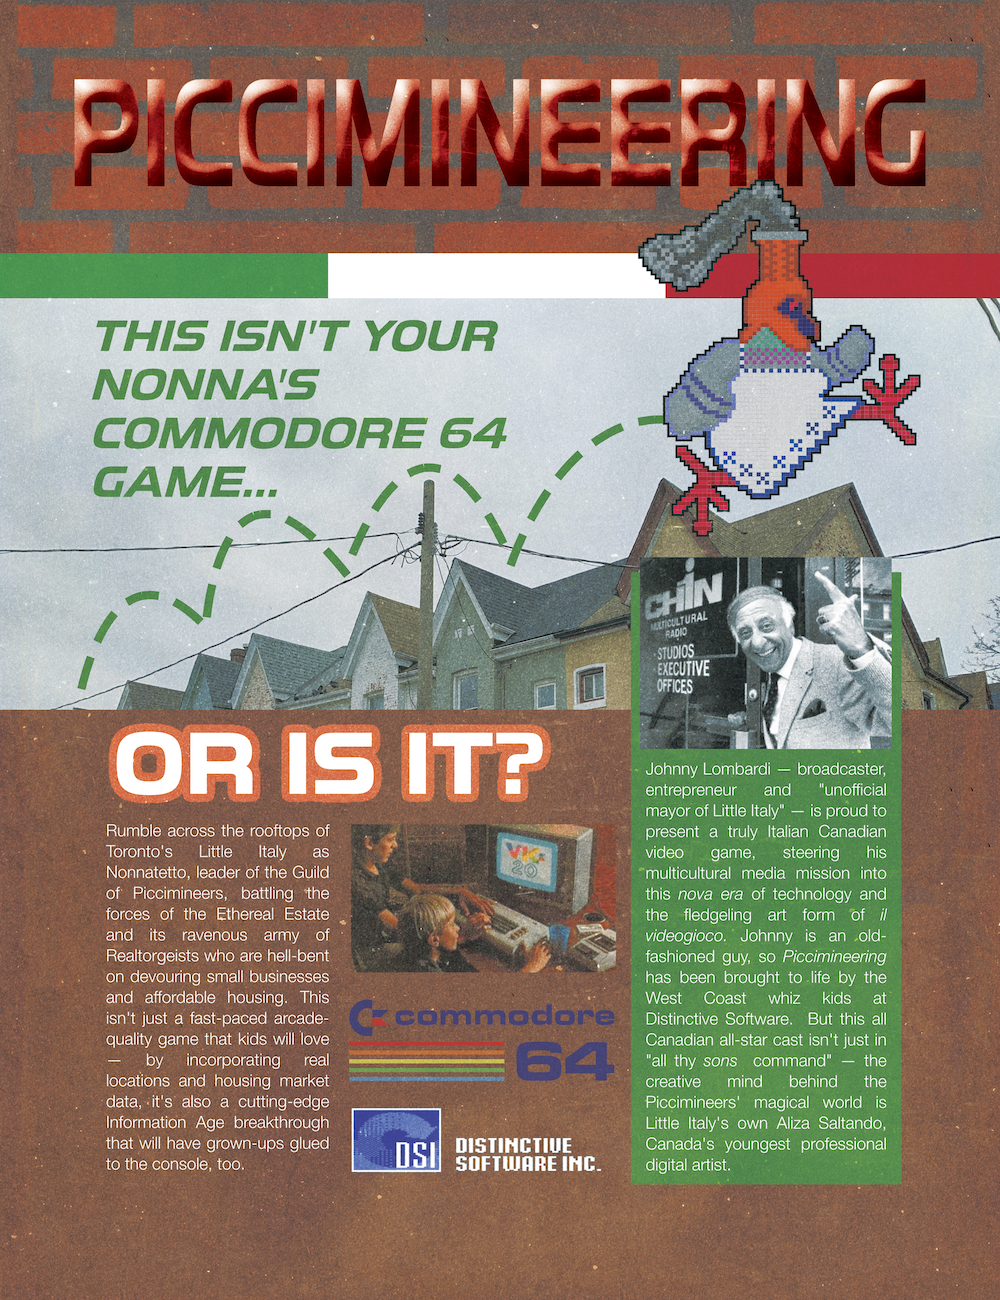 PICCIMINEERING
THIS ISN'T YOUR
NONNA'S
COMMODORE 64
GAME...
OR IS IT?
Rumble across the rooftops of
Toronto's Little Italy as
Nonnatetto, leader of the Guild
of Piccimineers, battling the
forces of the Ethereal Estate
and its ravenous army of
Realtorgeists who are hell-bent
on devouring small businesses
and affordable housing. This
isn't just a fast-paced arcade-
quality game that kids will love
— by incorporating real
locations and housing market
data, it's also a cutting-edge
Information Age breakthrough
that will have grown-ups glued
to the console, too.
VIC
20
commodore
64
DSI
DISTINCTIVE
SOFTWARE INC.
CHIN
MULTICULTURAL
RADIO
STUDIOS
EXECUTIVE
OFFICES
Johnny Lombardi — broadcaster,
entrepreneur and "unofficial
mayor of Little Italy" — is proud to
present a truly Italian Canadian
video game, steering his
multicultural media mission into
this nova era of technology and
the fledgeling art form of il
videogioco. Johnny is an old-
fashioned guy, so Piccimineering
has been brought to life by the
West Coast whiz kids at
Distinctive Software. But this all
Canadian all-star cast isn't just in
"all thy sons command" — the
creative mind behind the
Piccimineers' magical world is
Little Italy's own Aliza Saltando,
Canada's youngest professional
digital artist.